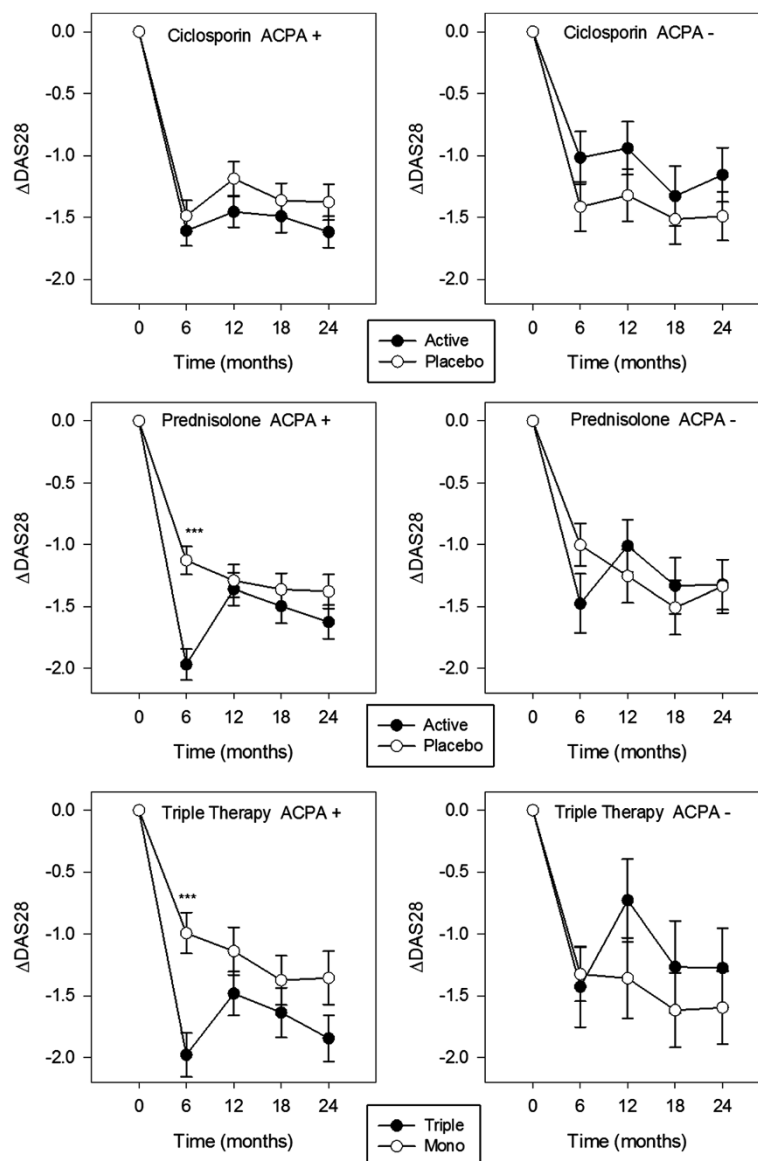 Ciclosporin ACPA +
ΔDAS28
0.0
-0.5
-1.0
-1.5
-2.0
0 6 12 18 24
Time (months)
Ciclosporin ACPA -
ΔDAS28
0.0
-0.5
-1.0
-1.5
-2.0
0 6 12 18 24
Time (months)
Active
Placebo
Prednisolone ACPA +
ΔDAS28
0.0
-0.5
-1.0
-1.5
-2.0
***
0 6 12 18 24
Time (months)
Prednisolone ACPA -
ΔDAS28
0.0
-0.5
-1.0
-1.5
-2.0
0 6 12 18 24
Time (months)
Active
Placebo
Triple Therapy ACPA +
ΔDAS28
0.0
-0.5
-1.0
-1.5
-2.0
***
0 6 12 18 24
Time (months)
Triple Therapy ACPA -
ΔDAS28
0.0
-0.5
-1.0
-1.5
-2.0
0 6 12 18 24
Time (months)
Triple
Mono